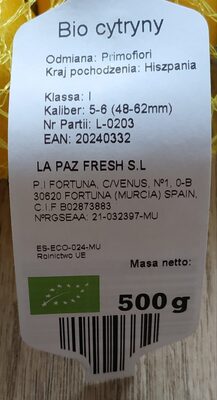 Bio cytryny
Odmiana: Primofiori
Kraj pochodzenia: Hiszpania
Klassa: I
Kaliber: 5-6 (48-62mm)
Nr Partii: L-0203
EAN: 20240332
LA PAZ FRESH S.L
P.I FORTUNA, C/VENUS, Nº1, 0-B
30620 FORTUNA (MURCIA) SPAIN,
C.I.F B02873863
NºRGSEAA: 21-032397-MU
ES-ECO-024-MU
Rolnictwo UE
Masa netto:
500g